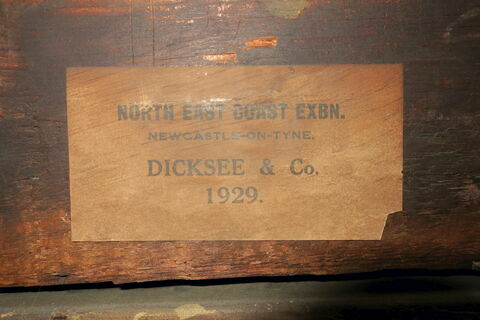 NORTH EAST COAST EXBN.
NEWCASTLE-ON-TYNE.
DICKSEE & Co.
1929.